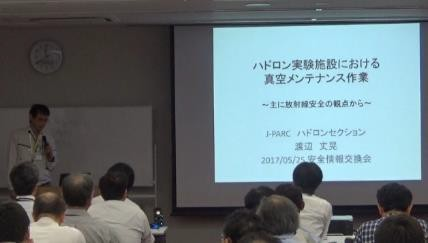 ハドロン実験施設における
真空メンテナンス作業
～主に放射線安全の観点から～
J-PARC ハドロンセクション
渡辺 丈晃
2017/05/25 安全情報交換会